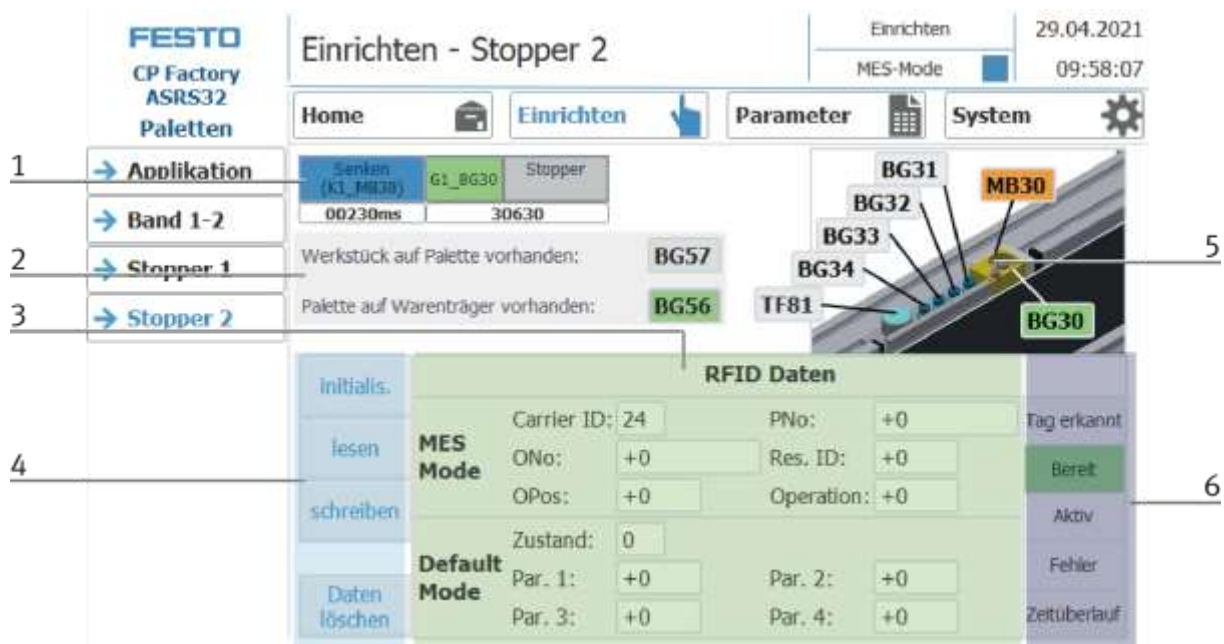 FESTO
CP Factory
ASRS32
Paletten
Einrichten - Stopper 2
Einrichten
MES-Mode
29.04.2021
09:58:07
Home
Einrichten
Parameter
System
1
Applikation
Band 1-2
2
Stopper 1
3
Stopper 2
Senken
(K1_MB30)
G1_BG30
Stopper
00230ms
30630
Werkstück auf Palette vorhanden:
BG57
Palette auf Warenträger vorhanden:
BG56
BG31
MB30
BG32
BG33
BG34
TF81
BG30
5
4
initialis.
lesen
schreiben
Daten
löschen
RFID Daten
MES
Mode
Carrier ID: 24
PNo: +0
ONo: +0
Res. ID: +0
OPos: +0
Operation: +0
Default
Mode
Zustand: 0
Par. 1: +0
Par. 2: +0
Par. 3: +0
Par. 4: +0
Tag erkannt
Bereit
Aktiv
Fehler
Zeitüberlauf
6